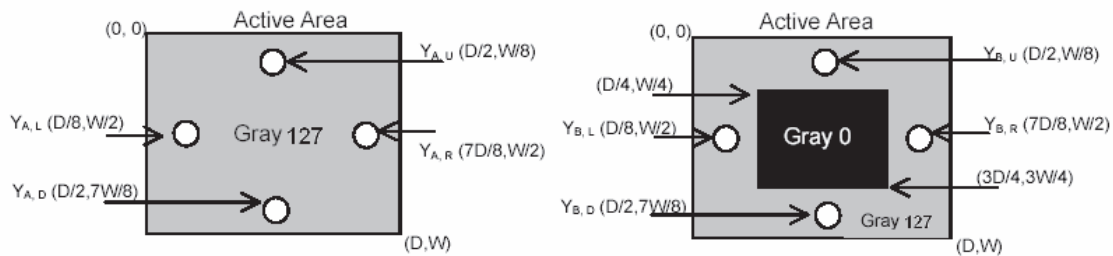 Active Area
(0, 0)
Y_A, U (D/2,W/8)
Y_A, L (D/8,W/2)
Gray 127
Y_A, R (7D/8,W/2)
Y_A, D (D/2,7W/8)
(D,W)
Active Area
(0, 0)
Y_B, U (D/2,W/8)
(D/4,W/4)
Y_B, L (D/8,W/2)
Gray 0
Y_B, R (7D/8,W/2)
(3D/4,3W/4)
Y_B, D (D/2,7W/8)
Gray 127
(D,W)